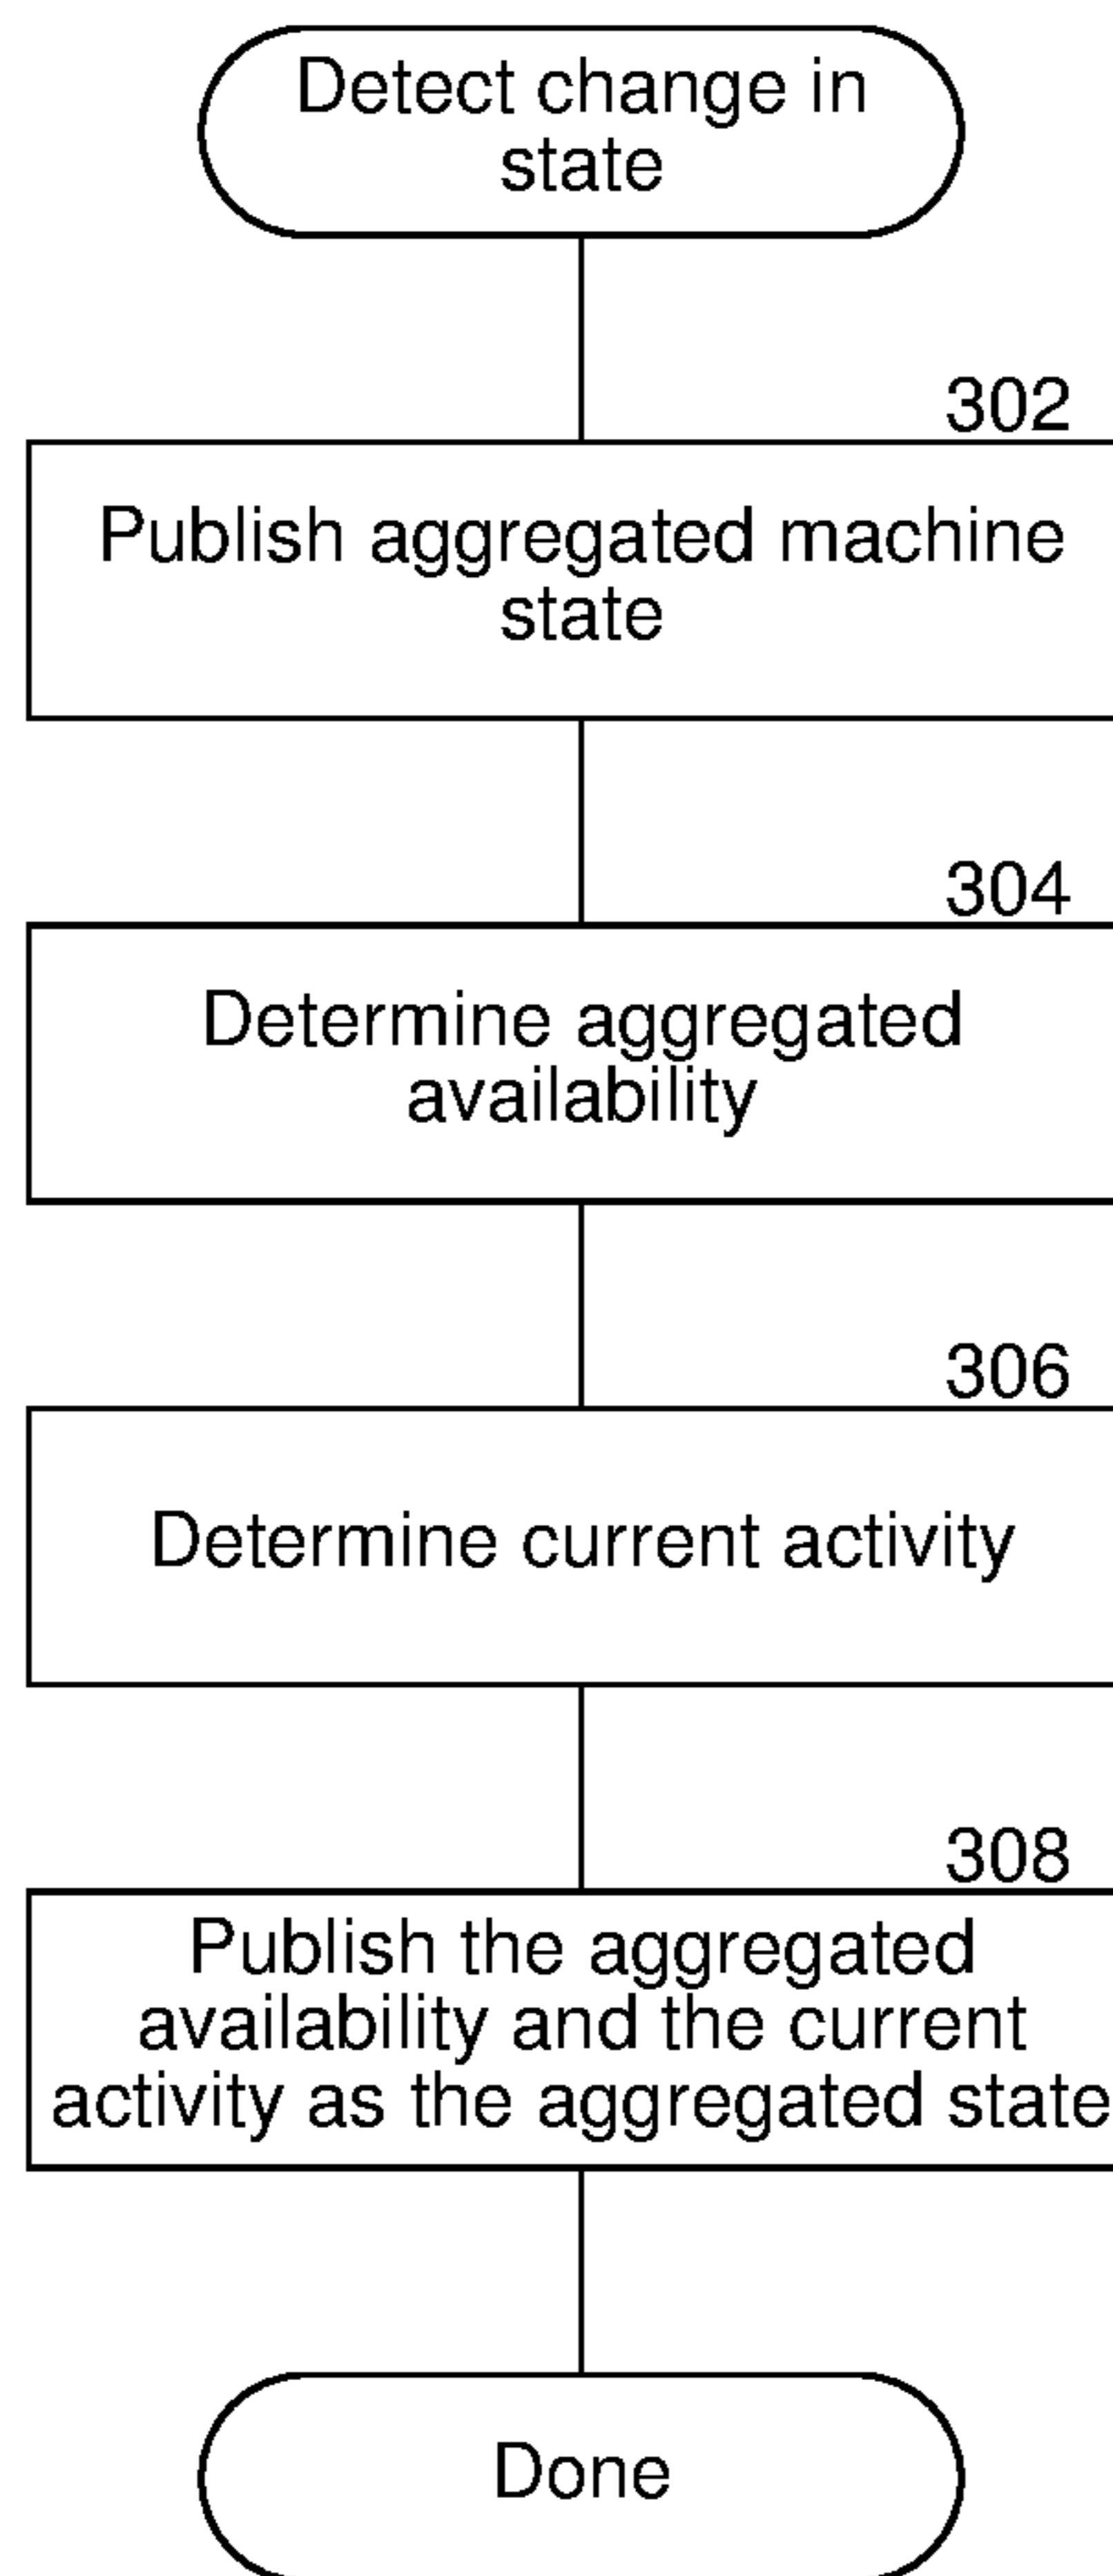 Detect change in
state
302
Publish aggregated machine
state
304
Determine aggregated
availability
306
Determine current activity
308
Publish the aggregated
availability and the current
activity as the aggregated state
Done